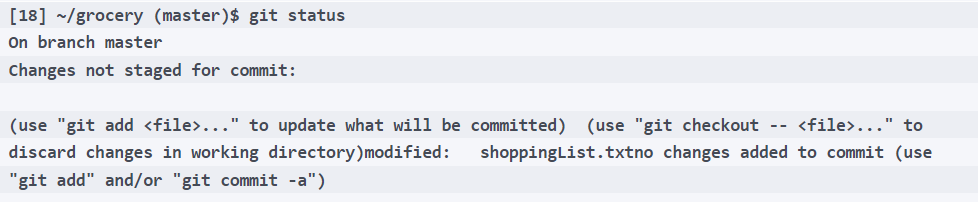 [18] ~/grocery (master)$ git status
On branch master
Changes not staged for commit:
(use "git add <file>..." to update what will be committed)  (use "git checkout -- <file>..." to
discard changes in working directory)modified:   shoppingList.txtno changes added to commit (use
"git add" and/or "git commit -a")